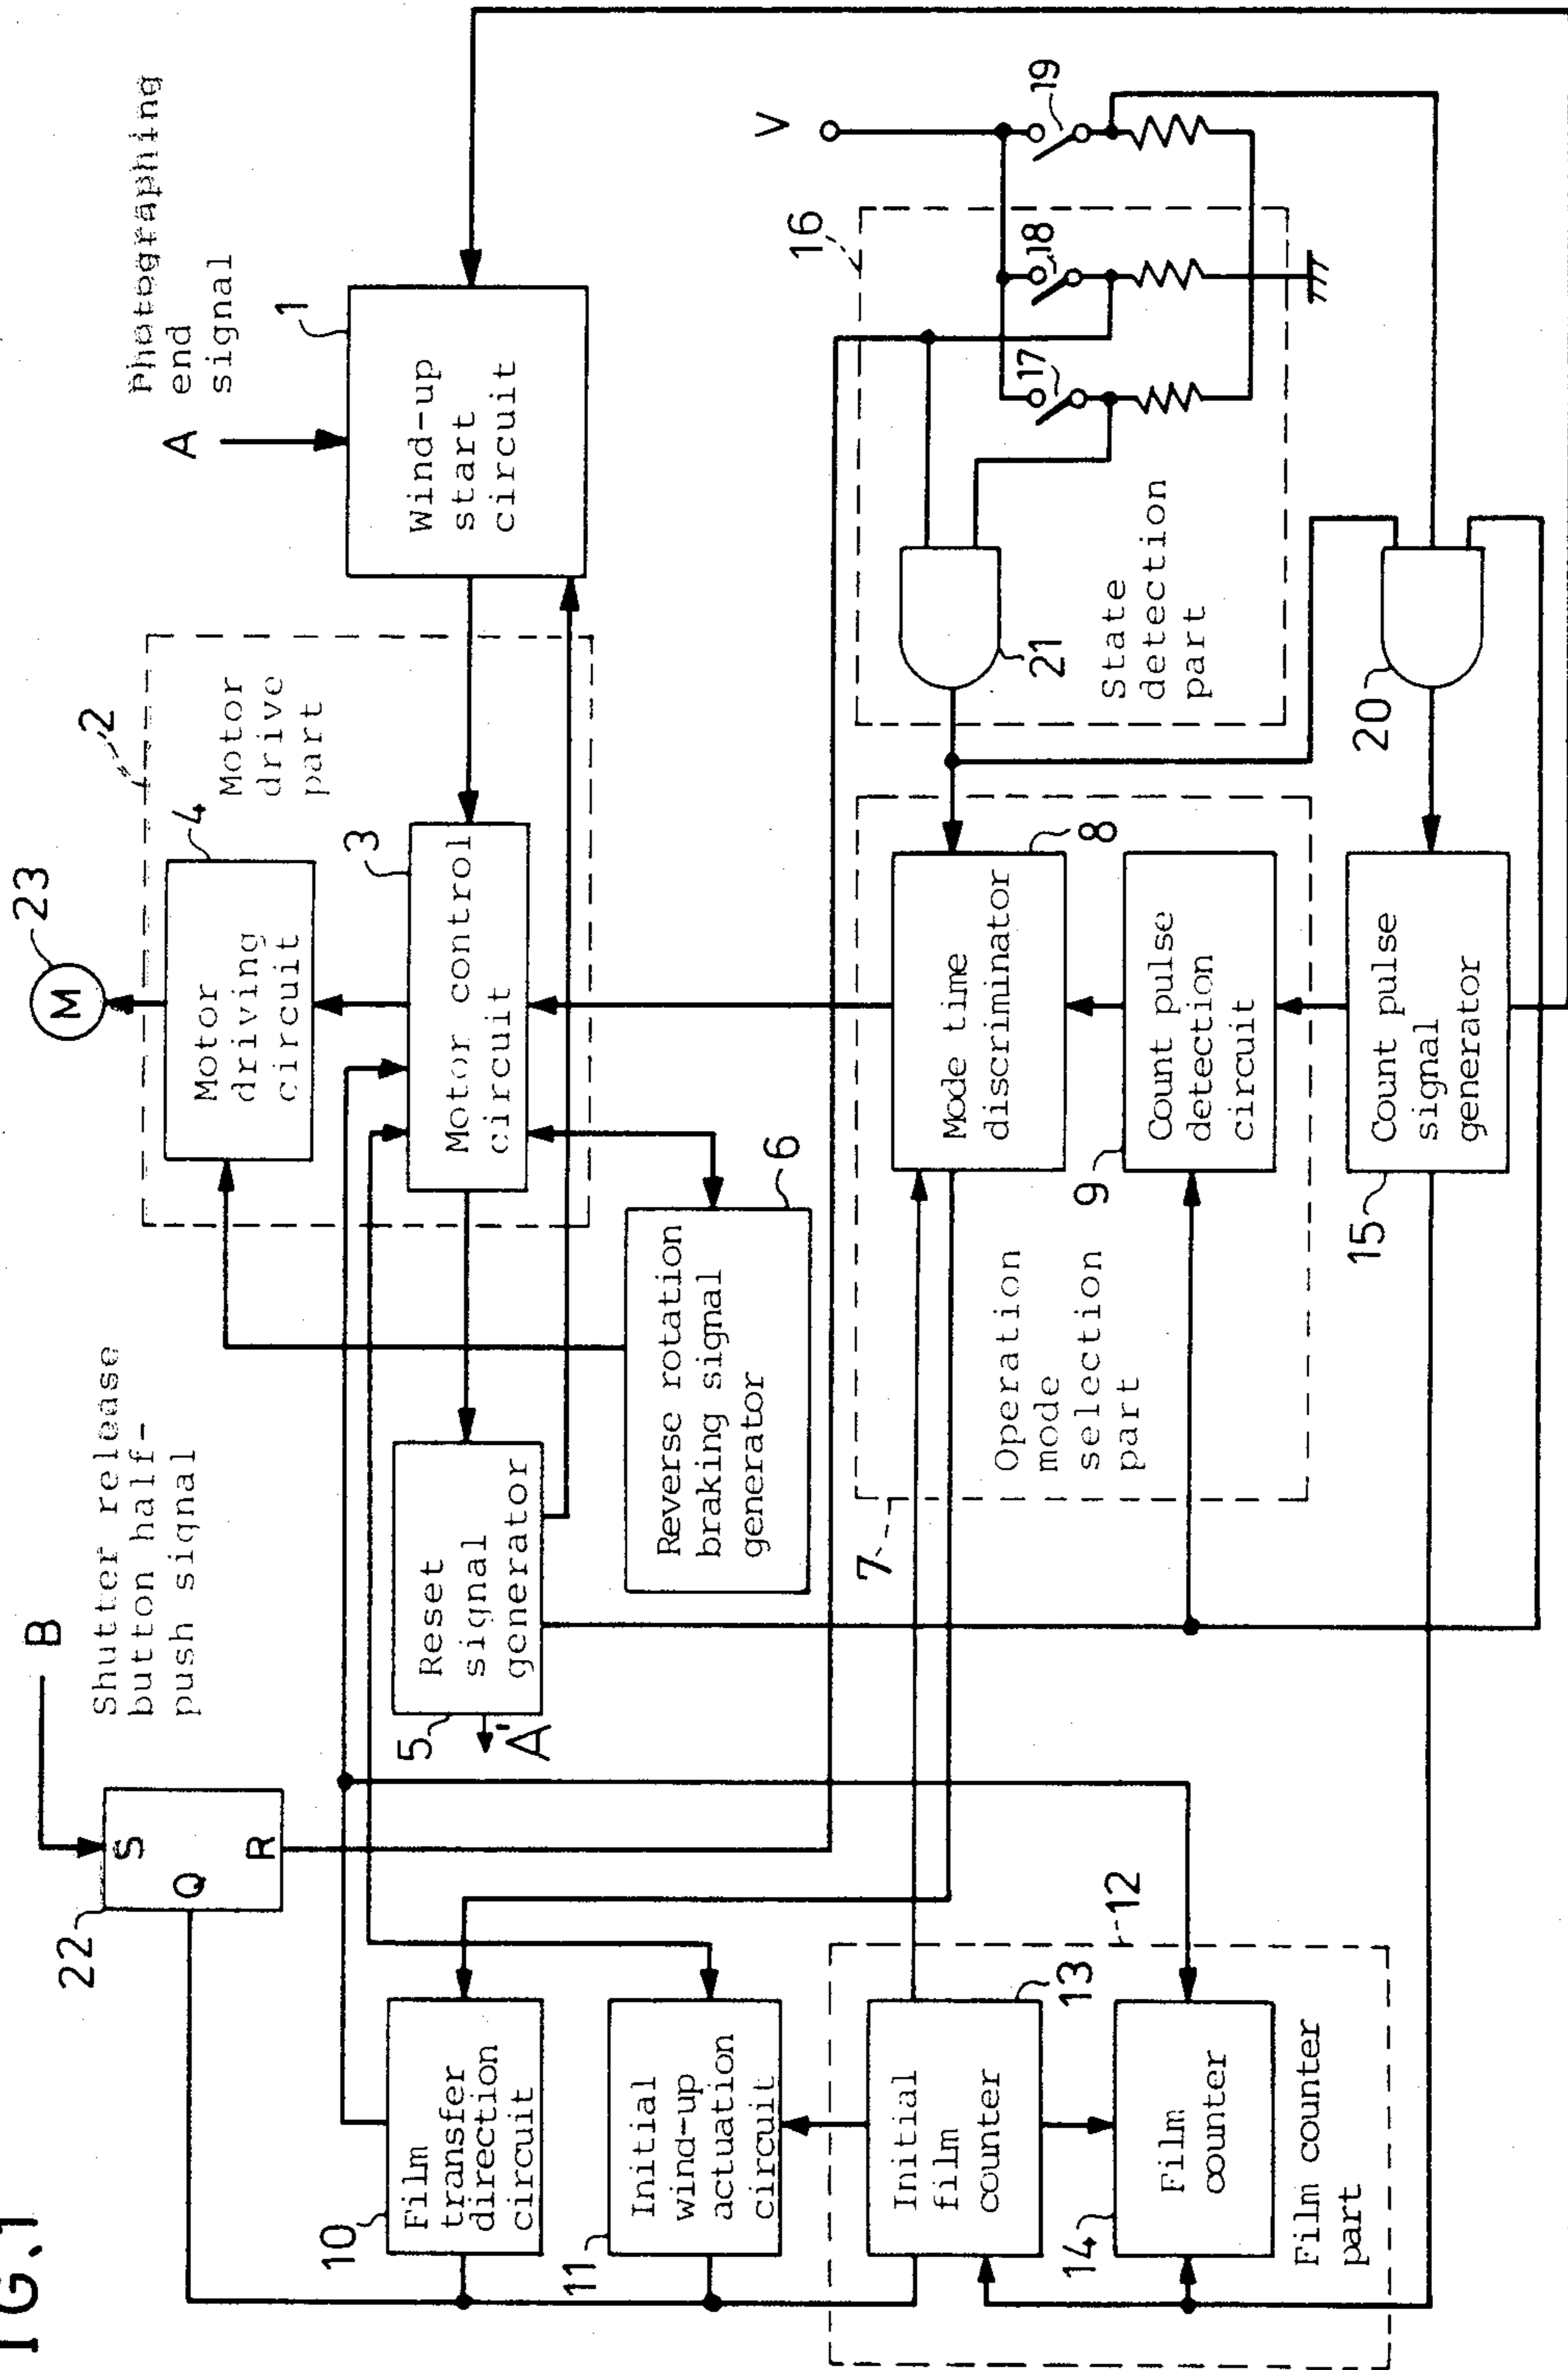 IG.1
B
Shutter release
button half-
push signal
22
S
Q
R
23
M
2
4
Motor
driving
circuit
Motor
drive
part
3
Motor control
circuit
A
Photographing
end
signal
1
Wind-up
start
circuit
10
Film
transfer
direction
circuit
5
Reset
signal
generator
A'
11
Initial
wind-up
actuation
circuit
6
Reverse rotation
braking signal
generator
12
13
Initial
film
counter
14
Film
counter
Film counter
part
7
Operation
mode
selection
part
8
Mode time
discriminator
9
Count pulse
detection
circuit
15
Count pulse
signal
generator
16
21
17
18
19
V
State
detection
part
20